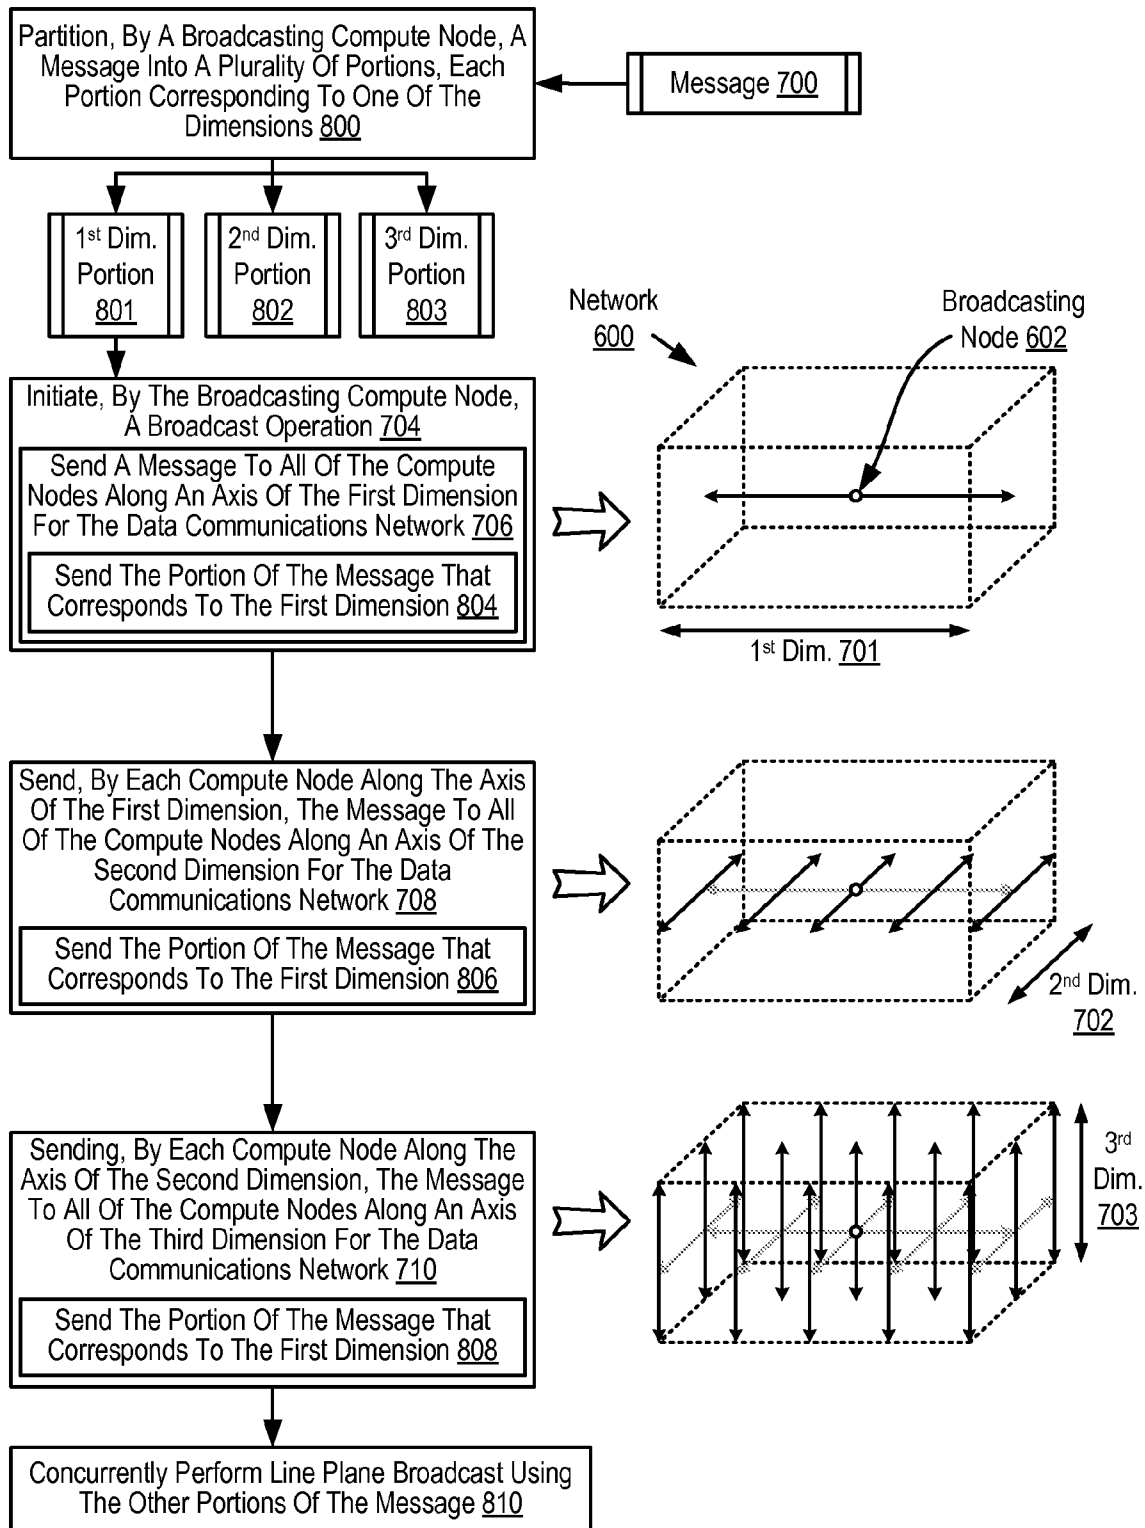 Partition, By A Broadcasting Compute Node, A
Message Into A Plurality Of Portions, Each
Portion Corresponding To One Of The
Dimensions 800
Message 700
1st Dim.
Portion
801
2nd Dim.
Portion
802
3rd Dim.
Portion
803
Network
600
Broadcasting
Node 602
Initiate, By The Broadcasting Compute Node,
A Broadcast Operation 704
Send A Message To All Of The Compute
Nodes Along An Axis Of The First Dimension
For The Data Communications Network 706
Send The Portion Of The Message That
Corresponds To The First Dimension 804
1st Dim. 701
Send, By Each Compute Node Along The Axis
Of The First Dimension, The Message To All
Of The Compute Nodes Along An Axis Of The
Second Dimension For The Data
Communications Network 708
Send The Portion Of The Message That
Corresponds To The First Dimension 806
2nd Dim.
702
Sending, By Each Compute Node Along The
Axis Of The Second Dimension, The Message
To All Of The Compute Nodes Along An Axis
Of The Third Dimension For The Data
Communications Network 710
Send The Portion Of The Message That
Corresponds To The First Dimension 808
3rd
Dim.
703
Concurrently Perform Line Plane Broadcast Using
The Other Portions Of The Message 810